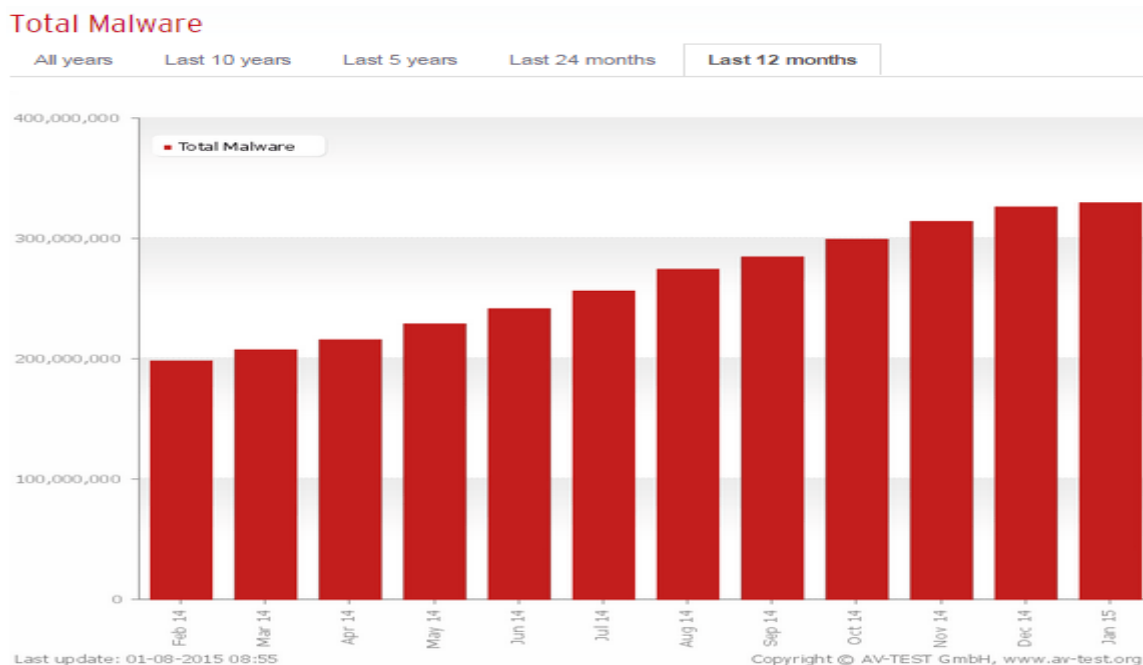 Total Malware
All years Last 10 years Last 5 years Last 24 months Last 12 months
400,000,000
Total Malware
300,000,000
200,000,000
100,000,000
0
Feb 14 Mar 14 Apr 14 May 14 Jun 14 Jul 14 Aug 14 Sep 14 Oct 14 Nov 14 Dec 14 Jan 15
Last update: 01-08-2015 08:55 Copyright © AV-TEST GmbH, www.av-test.org